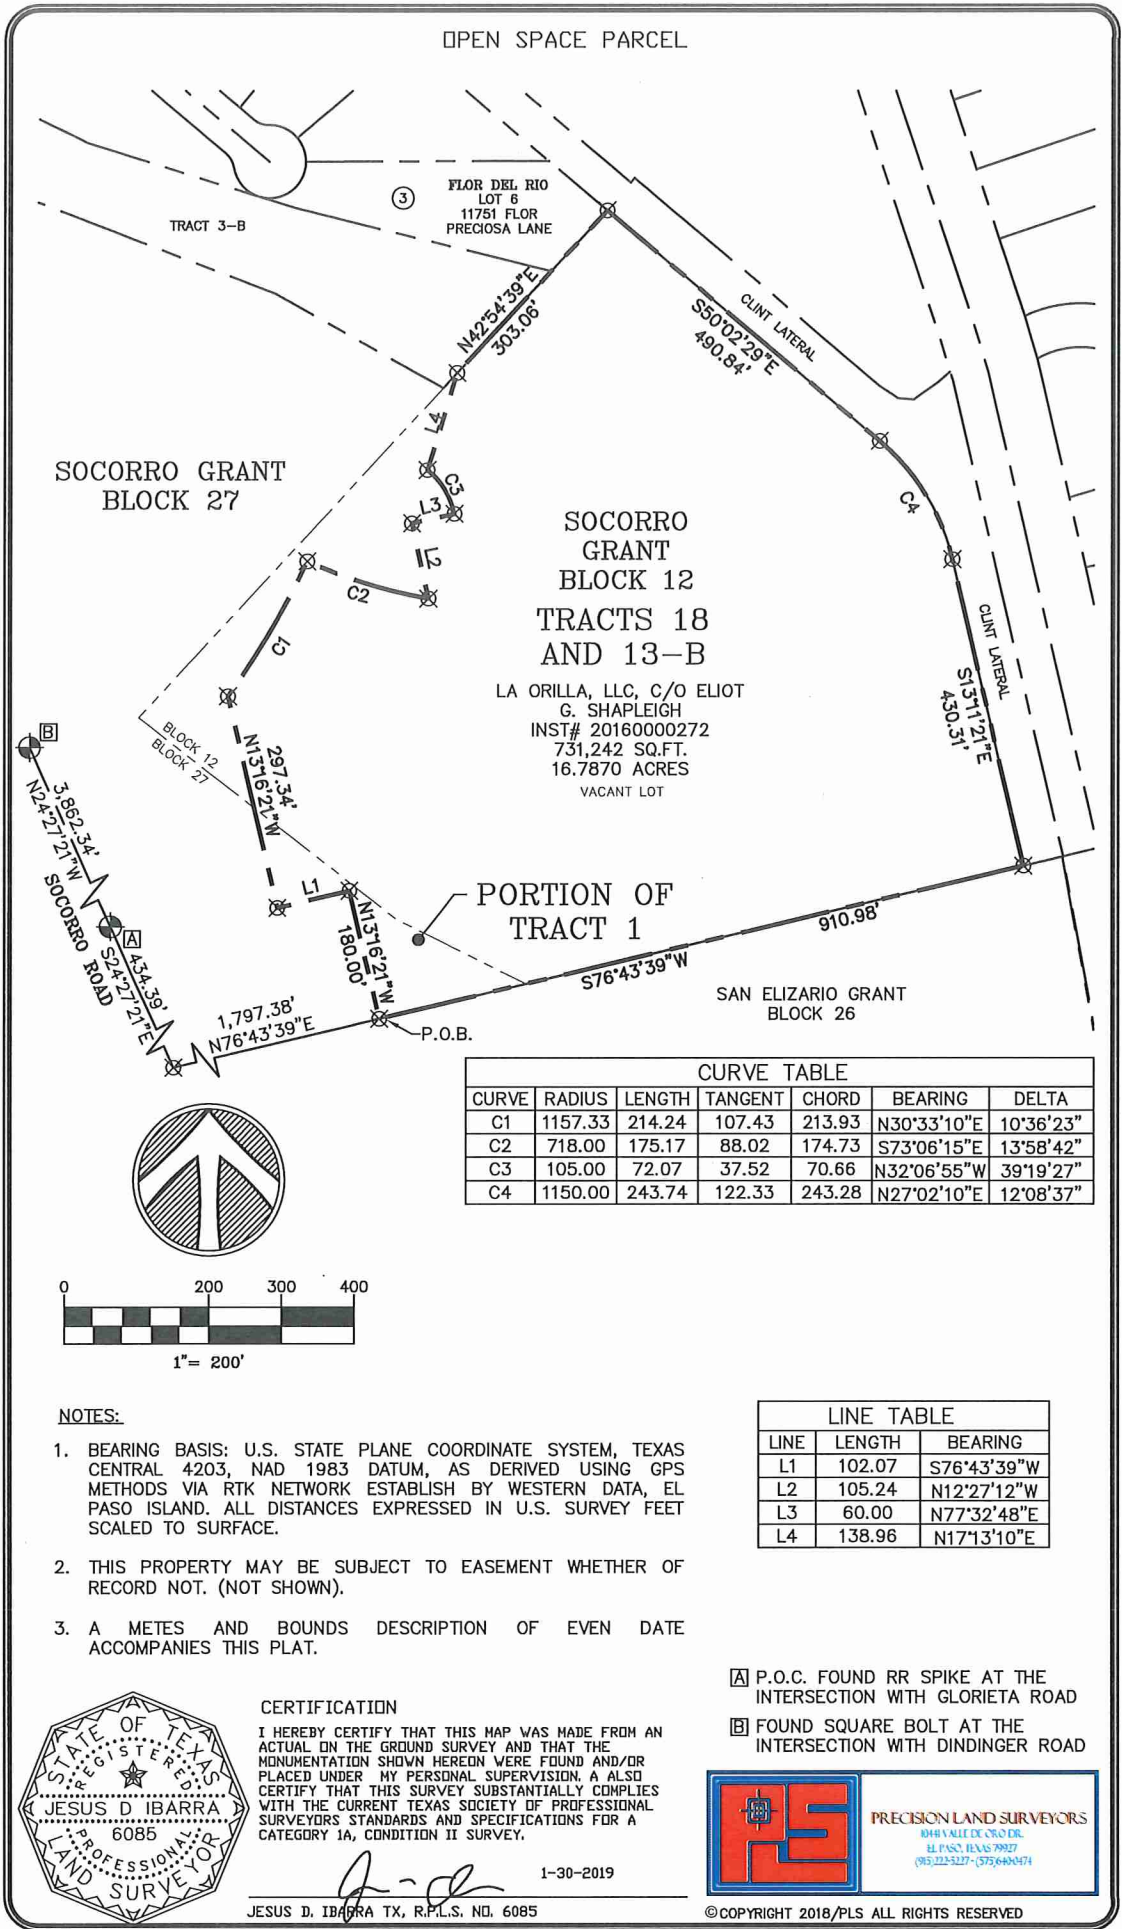 OPEN SPACE PARCEL
TRACT 3-B
3
FLOR DEL RIO
LOT 6
11751 FLOR
PRECIOSA LANE
N42°54'39"E
303.06'
S50°02'29"E
490.84'
CLINT LATERAL
L4
C3
L3
L2
C2
C1
C4
SOCORRO GRANT
BLOCK 27
SOCORRO
GRANT
BLOCK 12
TRACTS 18
AND 13-B
LA ORILLA, LLC, C/O ELIOT
G. SHAPLEIGH
INST# 20160000272
731,242 SQ.FT.
16.7870 ACRES
VACANT LOT
CLINT LATERAL
S13°11'21"E
430.31'
BLOCK 12
BLOCK 27
297.34'
N13°16'21"W
B
3,862.34'
N24°27'21"W
SOCORRO ROAD
A
434.39'
S24°27'21"E
L1
N13°16'21"W
180.00'
PORTION OF
TRACT 1
910.98'
S76°43'39"W
SAN ELIZARIO GRANT
BLOCK 26
1,797.38'
N76°43'39"E
P.O.B.
CURVE TABLE
CURVE RADIUS LENGTH TANGENT CHORD BEARING DELTA
C1 1157.33 214.24 107.43 213.93 N30°33'10"E 10°36'23"
C2 718.00 175.17 88.02 174.73 S73°06'15"E 13°58'42"
C3 105.00 72.07 37.52 70.66 N32°06'55"W 39°19'27"
C4 1150.00 243.74 122.33 243.28 N27°02'10"E 12°08'37"
0 200 300 400
1"= 200'
NOTES:
1. BEARING BASIS: U.S. STATE PLANE COORDINATE SYSTEM, TEXAS
CENTRAL 4203, NAD 1983 DATUM, AS DERIVED USING GPS
METHODS VIA RTK NETWORK ESTABLISH BY WESTERN DATA, EL
PASO ISLAND. ALL DISTANCES EXPRESSED IN U.S. SURVEY FEET
SCALED TO SURFACE.
2. THIS PROPERTY MAY BE SUBJECT TO EASEMENT WHETHER OF
RECORD NOT. (NOT SHOWN).
3. A METES AND BOUNDS DESCRIPTION OF EVEN DATE
ACCOMPANIES THIS PLAT.
LINE TABLE
LINE LENGTH BEARING
L1 102.07 S76°43'39"W
L2 105.24 N12°27'12"W
L3 60.00 N77°32'48"E
L4 138.96 N17°13'10"E
A P.O.C. FOUND RR SPIKE AT THE
INTERSECTION WITH GLORIETA ROAD
B FOUND SQUARE BOLT AT THE
INTERSECTION WITH DINDINGER ROAD
STATE OF TEXAS
REGISTERED
JESUS D IBARRA
6085
PROFESSIONAL
LAND SURVEYOR
CERTIFICATION
I HEREBY CERTIFY THAT THIS MAP WAS MADE FROM AN
ACTUAL ON THE GROUND SURVEY AND THAT THE
MONUMENTATION SHOWN HEREON WERE FOUND AND/OR
PLACED UNDER MY PERSONAL SUPERVISION. A ALSO
CERTIFY THAT THIS SURVEY SUBSTANTIALLY COMPLIES
WITH THE CURRENT TEXAS SOCIETY OF PROFESSIONAL
SURVEYORS STANDARDS AND SPECIFICATIONS FOR A
CATEGORY 1A, CONDITION II SURVEY.
1-30-2019
JESUS D. IBARRA TX, R.P.L.S. NO. 6085
PLS
PRECISION LAND SURVEYORS
10441 VALLE DE ORO DR.
EL PASO, TEXAS 79927
(915)222-5227 - (575)640-0474
©COPYRIGHT 2018/PLS ALL RIGHTS RESERVED